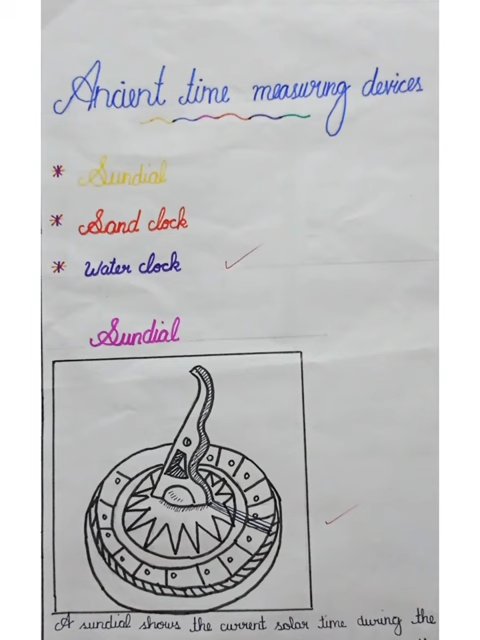 Ancient time measuring devices
* Sundial
* Sand clock
* Water clock
Sundial
A sundial shows the current solar time during the